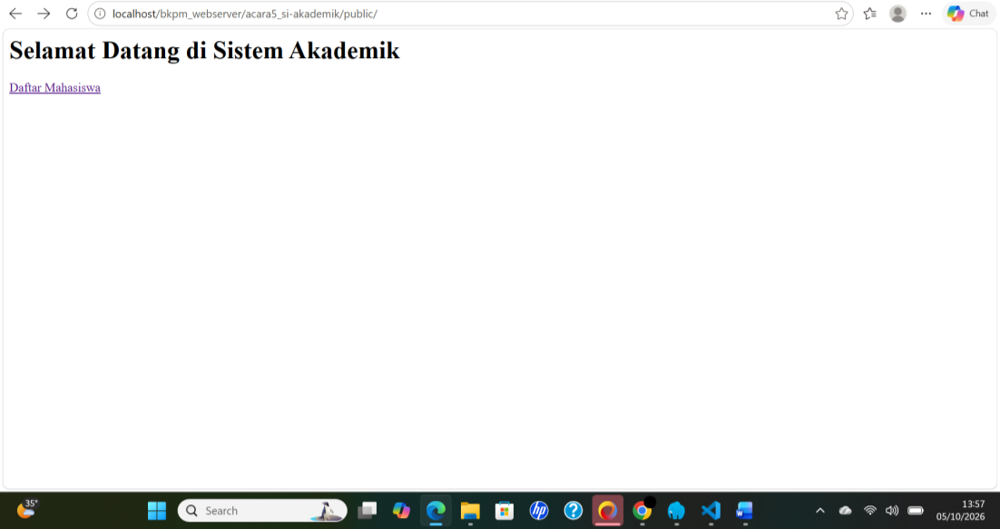 localhost/bkpm_webserver/acara5_si-akademik/public/
Chat
Selamat Datang di Sistem Akademik
Daftar Mahasiswa
35°
Search
hp
?
W
13:57
05/10/2026